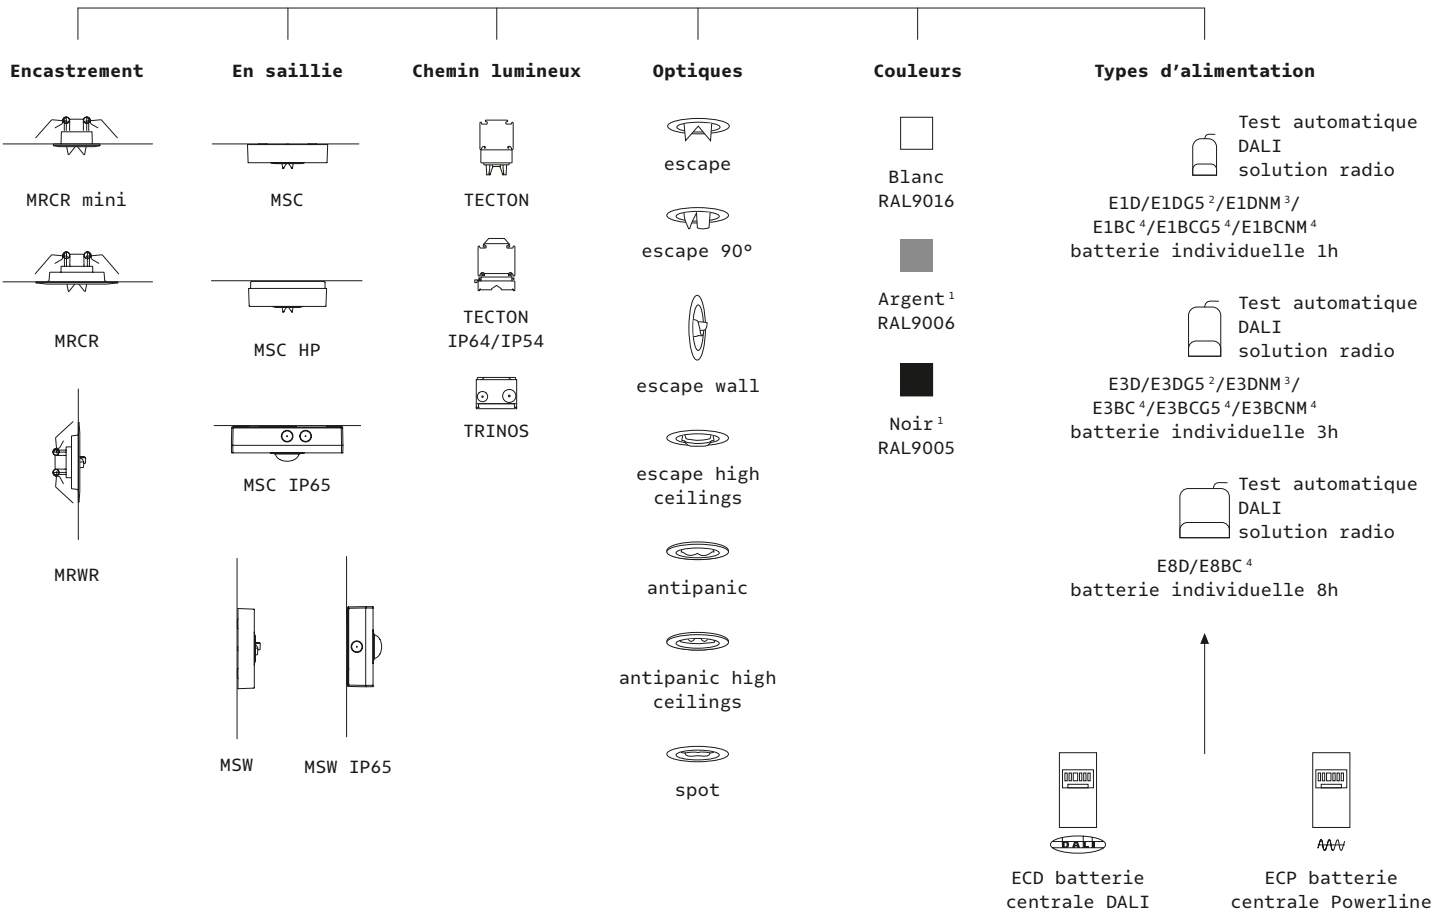 Encastrement
MRCR mini
MRCR
MRWR
En saillie
MSC
MSC HP
MSC IP65
MSW
MSW IP65
Chemin lumineux
TECTON
TECTON
IP64/IP54
TRINOS
Optiques
escape
escape 90°
escape wall
escape high
ceilings
antipanic
antipanic high
ceilings
spot
Couleurs
Blanc
RAL9016
Argent¹
RAL9006
Noir¹
RAL9005
Types d’alimentation
Test automatique
DALI
solution radio
E1D/E1DG5²/E1DNM³/
E1BC⁴/E1BCG5⁴/E1BCNM⁴
batterie individuelle 1h
Test automatique
DALI
solution radio
E3D/E3DG5²/E3DNM³/
E3BC⁴/E3BCG5⁴/E3BCNM⁴
batterie individuelle 3h
Test automatique
DALI
solution radio
E8D/E8BC⁴
batterie individuelle 8h
DALI
ECD batterie
centrale DALI
ECP batterie
centrale Powerline